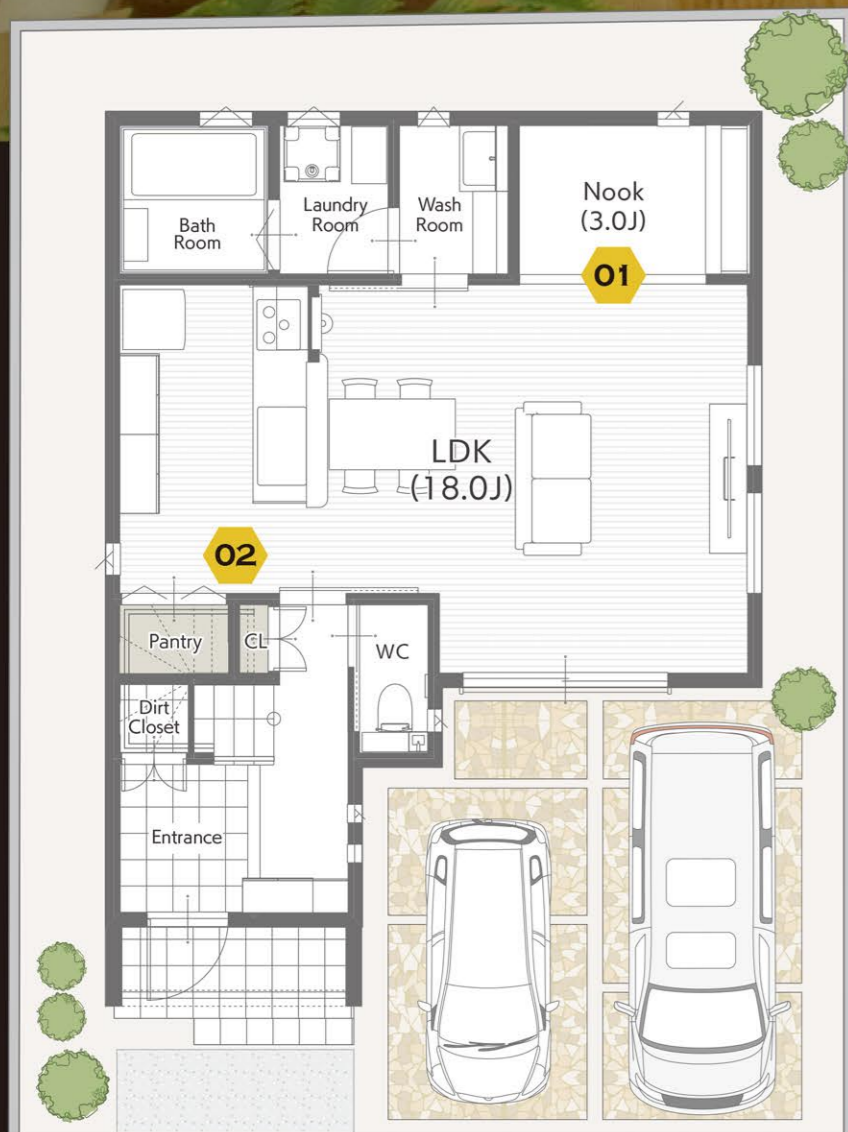 Bath
Room
Laundry
Room
Wash
Room
Nook
(3.0J)
01
LDK
(18.0J)
02
Pantry
CL
WC
Dirt
Closet
Entrance